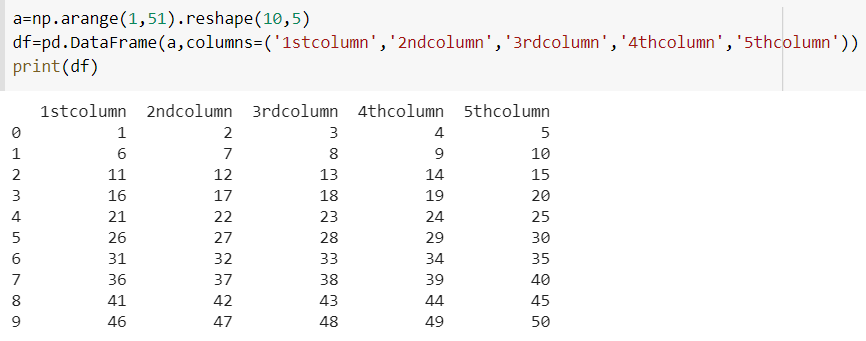 a=np.arange(1,51).reshape(10,5)
df=pd.DataFrame(a,columns=('1stcolumn','2ndcolumn','3rdcolumn','4thcolumn','5thcolumn'))
print(df)
1stcolumn 2ndcolumn 3rdcolumn 4thcolumn 5thcolumn
0 1 2 3 4 5
1 6 7 8 9 10
2 11 12 13 14 15
3 16 17 18 19 20
4 21 22 23 24 25
5 26 27 28 29 30
6 31 32 33 34 35
7 36 37 38 39 40
8 41 42 43 44 45
9 46 47 48 49 50